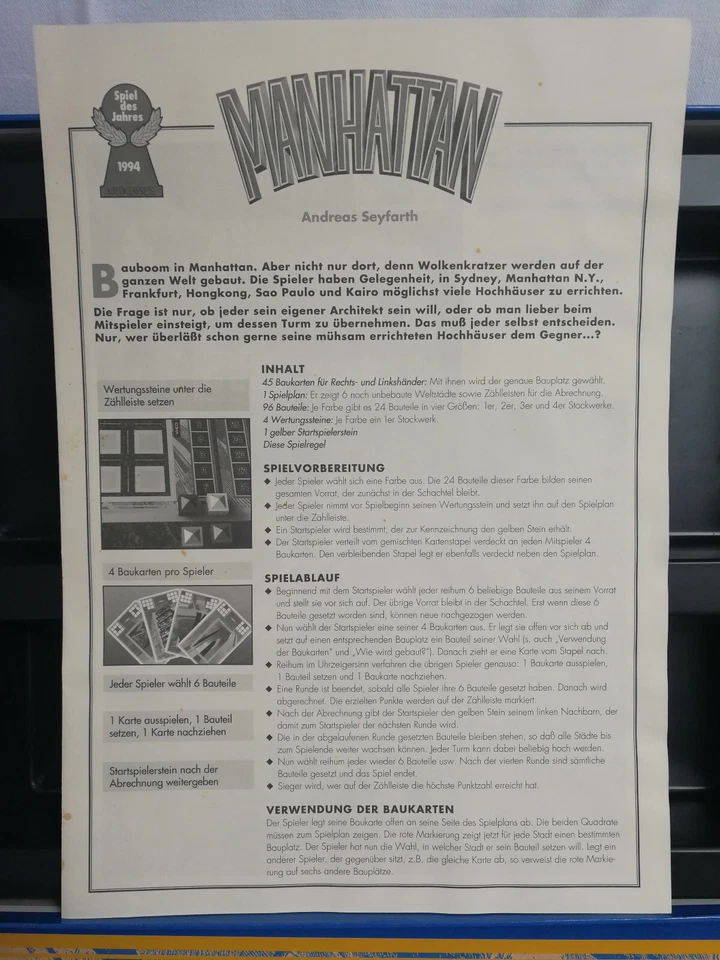 Spiel
des
Jahres
1994
MANHATTAN
Andreas Seyfarth
Bauboom in Manhattan. Aber nicht nur dort, denn Wolkenkratzer werden auf der
ganzen Welt gebaut. Die Spieler haben Gelegenheit, in Sydney, Manhattan N.Y.,
Frankfurt, Hongkong, Sao Paulo und Kairo möglichst viele Hochhäuser zu errichten.
Die Frage ist nur, ob jeder sein eigener Architekt sein will, oder ob man lieber beim
Mitspieler einsteigt, um dessen Turm zu übernehmen. Das muß jeder selbst entscheiden.
Nur, wer überläßt schon gerne seine mühsam errichteten Hochhäuser dem Gegner...?
Wertungssteine unter die
Zählleiste setzen
4 Baukarten pro Spieler
Jeder Spieler wählt 6 Bauteile
1 Karte ausspielen, 1 Bauteil
setzen, 1 Karte nachziehen
Startspielerstein nach der
Abrechnung weitergeben
INHALT
45 Baukarten für Rechts- und Linkshänder: Mit ihnen wird der genaue Bauplatz gewählt.
1 Spielplan: Er zeigt 6 noch unbebaute Weltstädte sowie Zählleisten für die Abrechnung.
96 Bauteile: Je Farbe gibt es 24 Bauteile in vier Größen: 1er, 2er, 3er und 4er Stockwerke.
4 Wertungssteine: Je Farbe ein 1er Stockwerk.
1 gelber Startspielerstein
Diese Spielregel
SPIELVORBEREITUNG
◆ Jeder Spieler wählt sich eine Farbe aus. Die 24 Bauteile dieser Farbe bilden seinen
gesamten Vorrat, der zunächst in der Schachtel bleibt.
◆ Jeder Spieler nimmt vor Spielbeginn seinen Wertungsstein und setzt ihn auf den Spielplan
unter die Zählleiste.
◆ Ein Startspieler wird bestimmt, der zur Kennzeichnung den gelben Stein erhält.
◆ Der Startspieler verteilt vom gemischten Kartenstapel verdeckt an jeden Mitspieler 4
Baukarten. Den verbleibenden Stapel legt er ebenfalls verdeckt neben den Spielplan.
SPIELABLAUF
◆ Beginnend mit dem Startspieler wählt jeder reihum 6 beliebige Bauteile aus seinem Vorrat
und stellt sie vor sich auf. Der übrige Vorrat bleibt in der Schachtel. Erst wenn diese 6
Bauteile gesetzt worden sind, können neue nachgezogen werden.
◆ Nun wählt der Startspieler eine seiner 4 Baukarten aus. Er legt sie offen vor sich ab und
setzt auf einen entsprechenden Bauplatz ein Bauteil seiner Wahl (s. auch „Verwendung
der Baukarten" und „Wie wird gebaut?"). Danach zieht er eine Karte vom Stapel nach.
◆ Reihum im Uhrzeigersinn verfahren die übrigen Spieler genauso: 1 Baukarte ausspielen,
1 Bauteil setzen und 1 Baukarte nachziehen.
◆ Eine Runde ist beendet, sobald alle Spieler ihre 6 Bauteile gesetzt haben. Danach wird
abgerechnet. Die erzielten Punkte werden auf der Zählleiste markiert.
◆ Nach der Abrechnung gibt der Startspieler den gelben Stein seinem linken Nachbarn, der
damit zum Startspieler der nächsten Runde wird.
◆ Die in der abgelaufenen Runde gesetzten Bauteile bleiben stehen, so daß alle Städte bis
zum Spielende weiter wachsen können. Jeder Turm kann dabei beliebig hoch werden.
◆ Nun wählt reihum jeder wieder 6 Bauteile usw. Nach der vierten Runde sind sämtliche
Bauteile gesetzt und das Spiel endet.
◆ Sieger wird, wer auf der Zählleiste die höchste Punktzahl erreicht hat.
VERWENDUNG DER BAUKARTEN
Der Spieler legt seine Baukarte offen an seine Seite des Spielplans ab. Die beiden Quadrate
müssen zum Spielplan zeigen. Die rote Markierung zeigt jetzt für jede Stadt einen bestimmten
Bauplatz. Der Spieler hat nun die Wahl, in welcher Stadt er sein Bauteil setzen will. Legt ein
anderer Spieler, der gegenüber sitzt, z.B. die gleiche Karte ab, so verweist die rote Markie-
rung auf sechs andere Bauplätze.